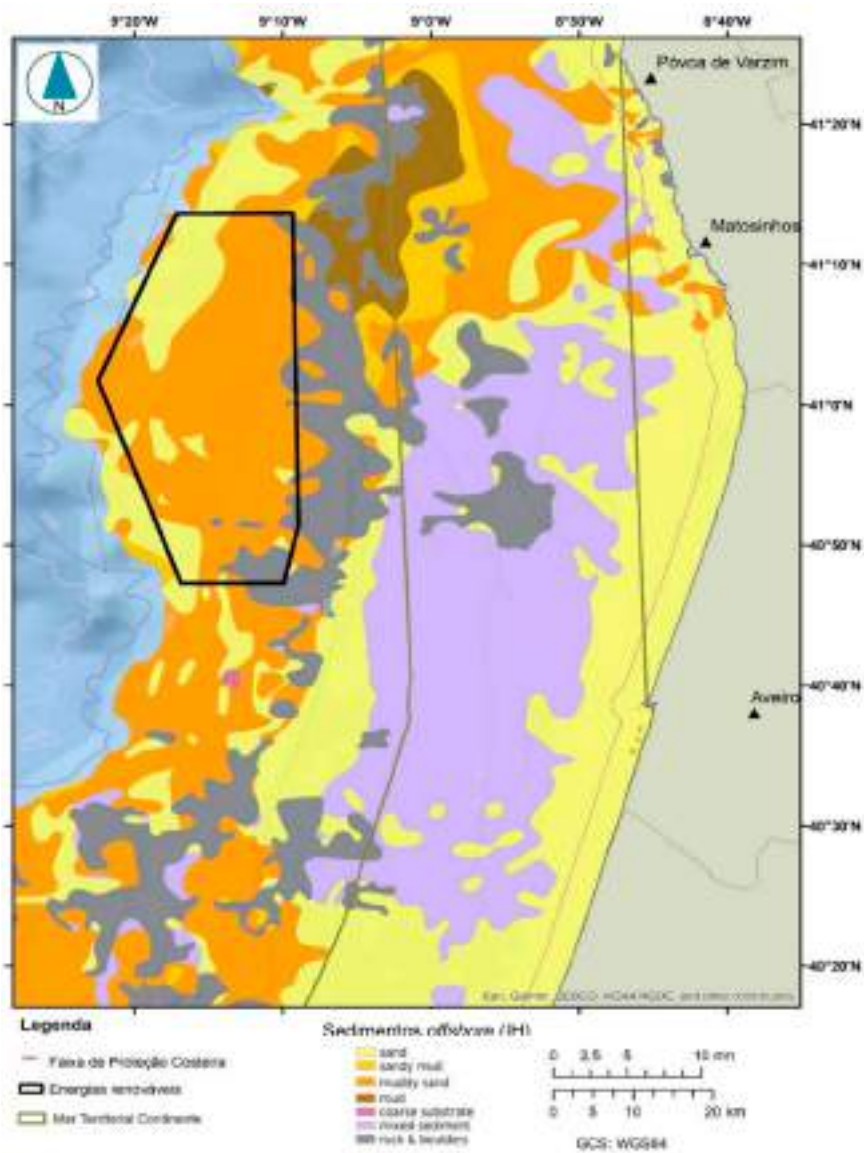 9°20'W 9°10'W 9°0'W 8°50'W 8°40'W
N
Póvoa de Varzim
41°20'N
Matosinhos
41°10'N
41°0'N
40°50'N
40°40'N
Aveiro
40°30'N
40°20'N
Legenda
Faixa de Proteção Costeira
Energias renováveis
Mar Territorial Continente
Sedimentos offshore (IH)
sand
sandy mud
muddy sand
mud
coarse substrate
mixed sediment
rock & boulders
0 2.5 5 10 mn
0 5 10 20 km
GCS: WGS84